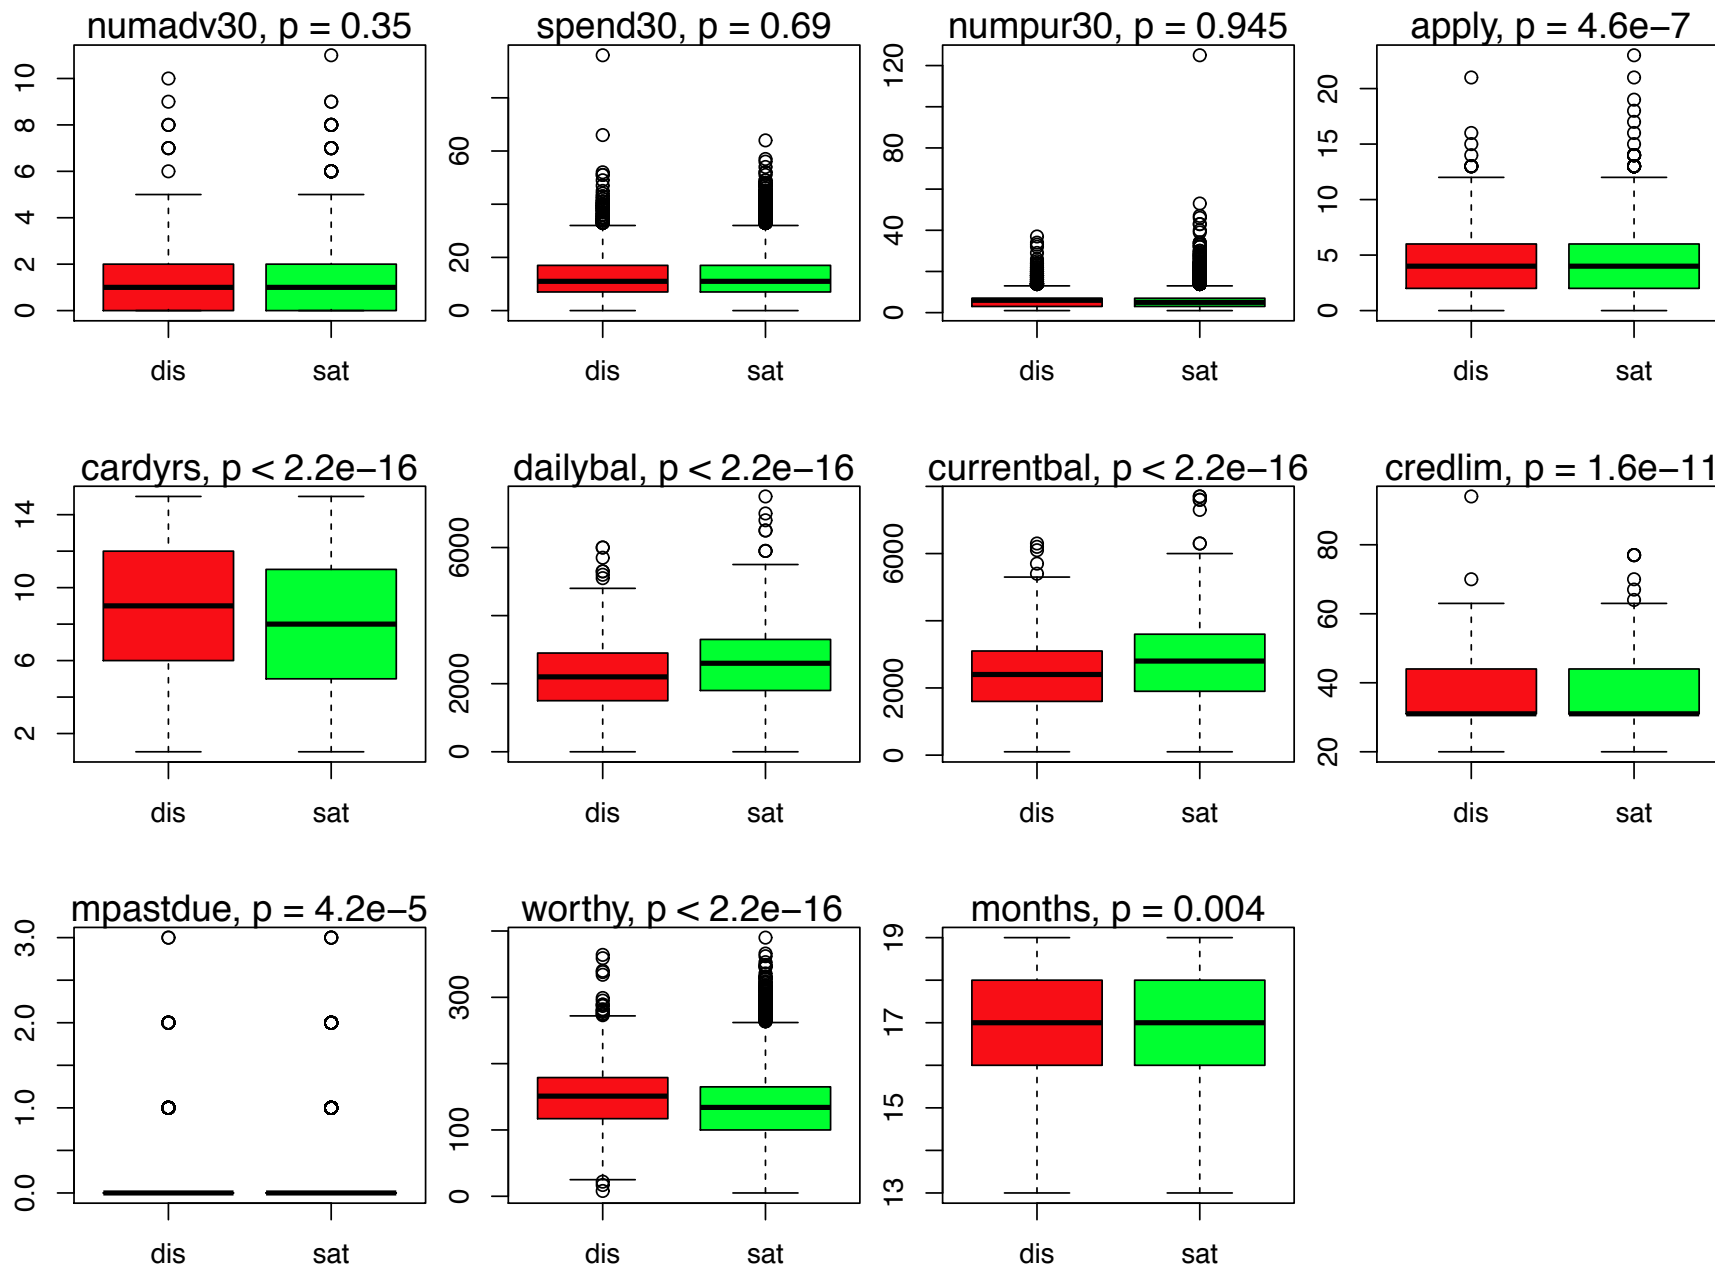 numadv30, p = 0.35
10
8
6
4
2
0
dis sat
spend30, p = 0.69
60
20
0
dis sat
numpur30, p = 0.945
120
80
40
0
dis sat
apply, p = 4.6e−7
20
15
10
5
0
dis sat
cardyrs, p < 2.2e−16
14
10
6
2
dis sat
dailybal, p < 2.2e−16
6000
2000
0
dis sat
currentbal, p < 2.2e−16
6000
2000
0
dis sat
credlim, p = 1.6e−11
80
60
40
20
dis sat
mpastdue, p = 4.2e−5
3.0
2.0
1.0
0.0
dis sat
worthy, p < 2.2e−16
300
100
0
dis sat
months, p = 0.004
19
17
15
13
dis sat